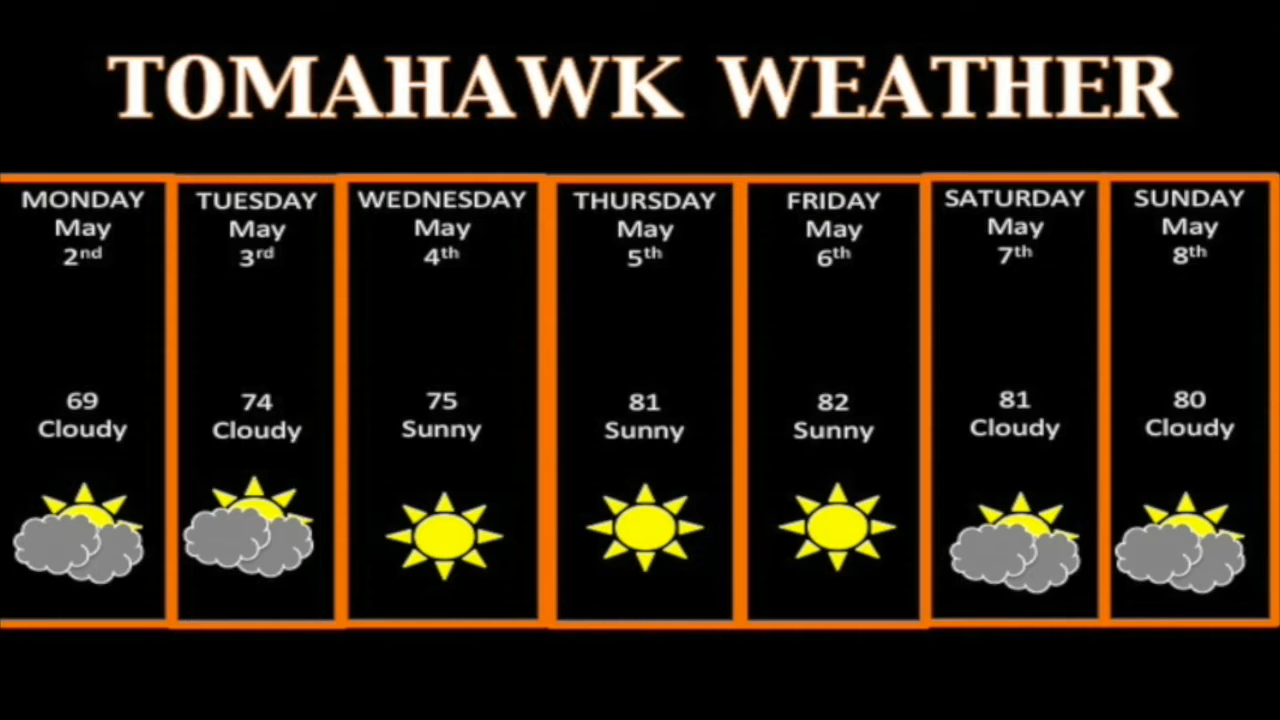 TOMAHAWK WEATHER
MONDAY
May
2nd
69
Cloudy
TUESDAY
May
3rd
74
Cloudy
WEDNESDAY
May
4th
75
Sunny
THURSDAY
May
5th
81
Sunny
FRIDAY
May
6th
82
Sunny
SATURDAY
May
7th
81
Cloudy
SUNDAY
May
8th
80
Cloudy